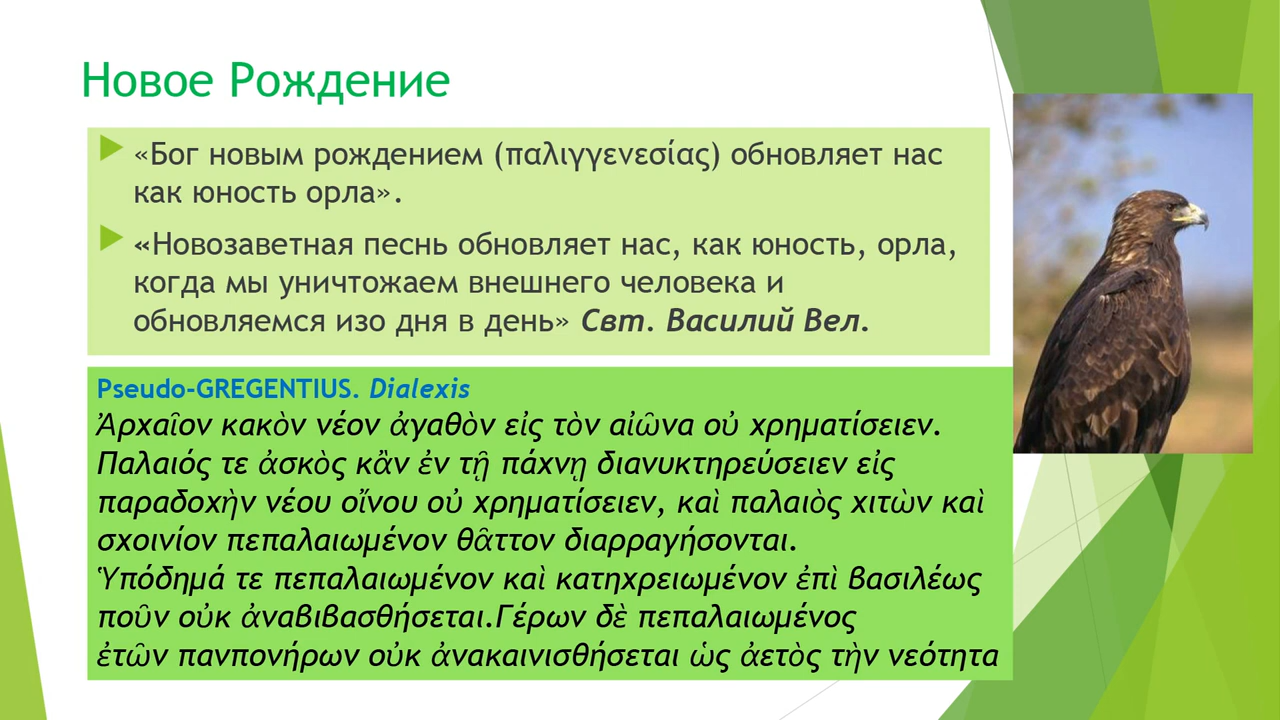 Новое Рождение
«Бог новым рождением (παλιγγενεσίας) обновляет нас
как юность орла».
«Новозаветная песнь обновляет нас, как юность, орла,
когда мы уничтожаем внешнего человека и
обновляемся изо дня в день» Свт. Василий Вел.
Pseudo-GREGENTIUS. Dialexis
Ἀρχαῖον κακὸν νέον ἀγαθὸν εἰς τὸν αἰῶνα οὐ χρηματίσειεν.
Παλαιός τε ἀσκὸς κἂν ἐν τῇ πάχνῃ διανυκτηρεύσειεν εἰς
παραδοχὴν νέου οἴνου οὐ χρηματίσειεν, καὶ παλαιὸς χιτὼν καὶ
σχοινίον πεπαλαιωμένον θᾶττον διαρραγήσονται.
Ὑπόδημά τε πεπαλαιωμένον καὶ κατηχρειωμένον ἐπὶ βασιλέως
ποῦν οὐκ ἀναβιβασθήσεται.Γέρων δὲ πεπαλαιωμένος
ἐτῶν πανπονήρων οὐκ ἀνακαινισθήσεται ὡς ἀετὸς τὴν νεότητα